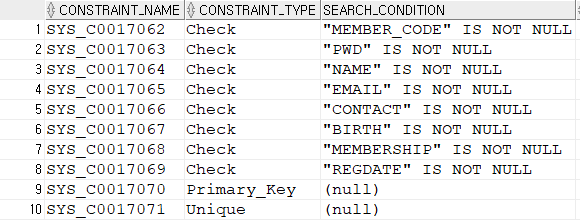 CONSTRAINT_NAME CONSTRAINT_TYPE SEARCH_CONDITION
1 SYS_C0017062 Check "MEMBER_CODE" IS NOT NULL
2 SYS_C0017063 Check "PWD" IS NOT NULL
3 SYS_C0017064 Check "NAME" IS NOT NULL
4 SYS_C0017065 Check "EMAIL" IS NOT NULL
5 SYS_C0017066 Check "CONTACT" IS NOT NULL
6 SYS_C0017067 Check "BIRTH" IS NOT NULL
7 SYS_C0017068 Check "MEMBERSHIP" IS NOT NULL
8 SYS_C0017069 Check "REGDATE" IS NOT NULL
9 SYS_C0017070 Primary_Key (null)
10 SYS_C0017071 Unique (null)